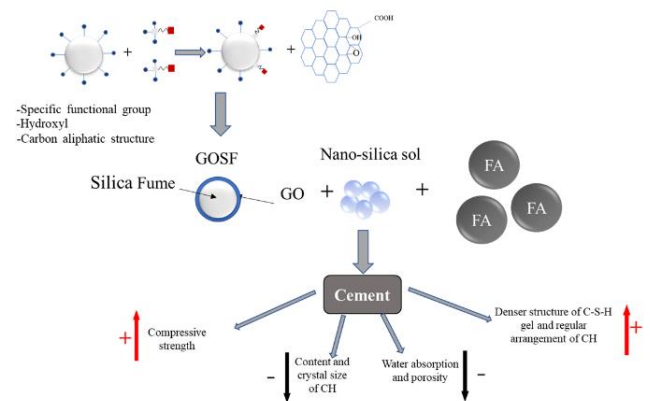 +
+
COOH
OH
O
-Specific functional group
-Hydroxyl
-Carbon aliphatic structure
GOSF
Nano-silica sol
Silica Fume
GO
+
+
FA
FA
FA
Cement
+
Compressive
strength
-
Content and
crystal size
of CH
Water absorption
and porosity
-
Denser structure of C-S-H
gel and regular
arrangement of CH
+